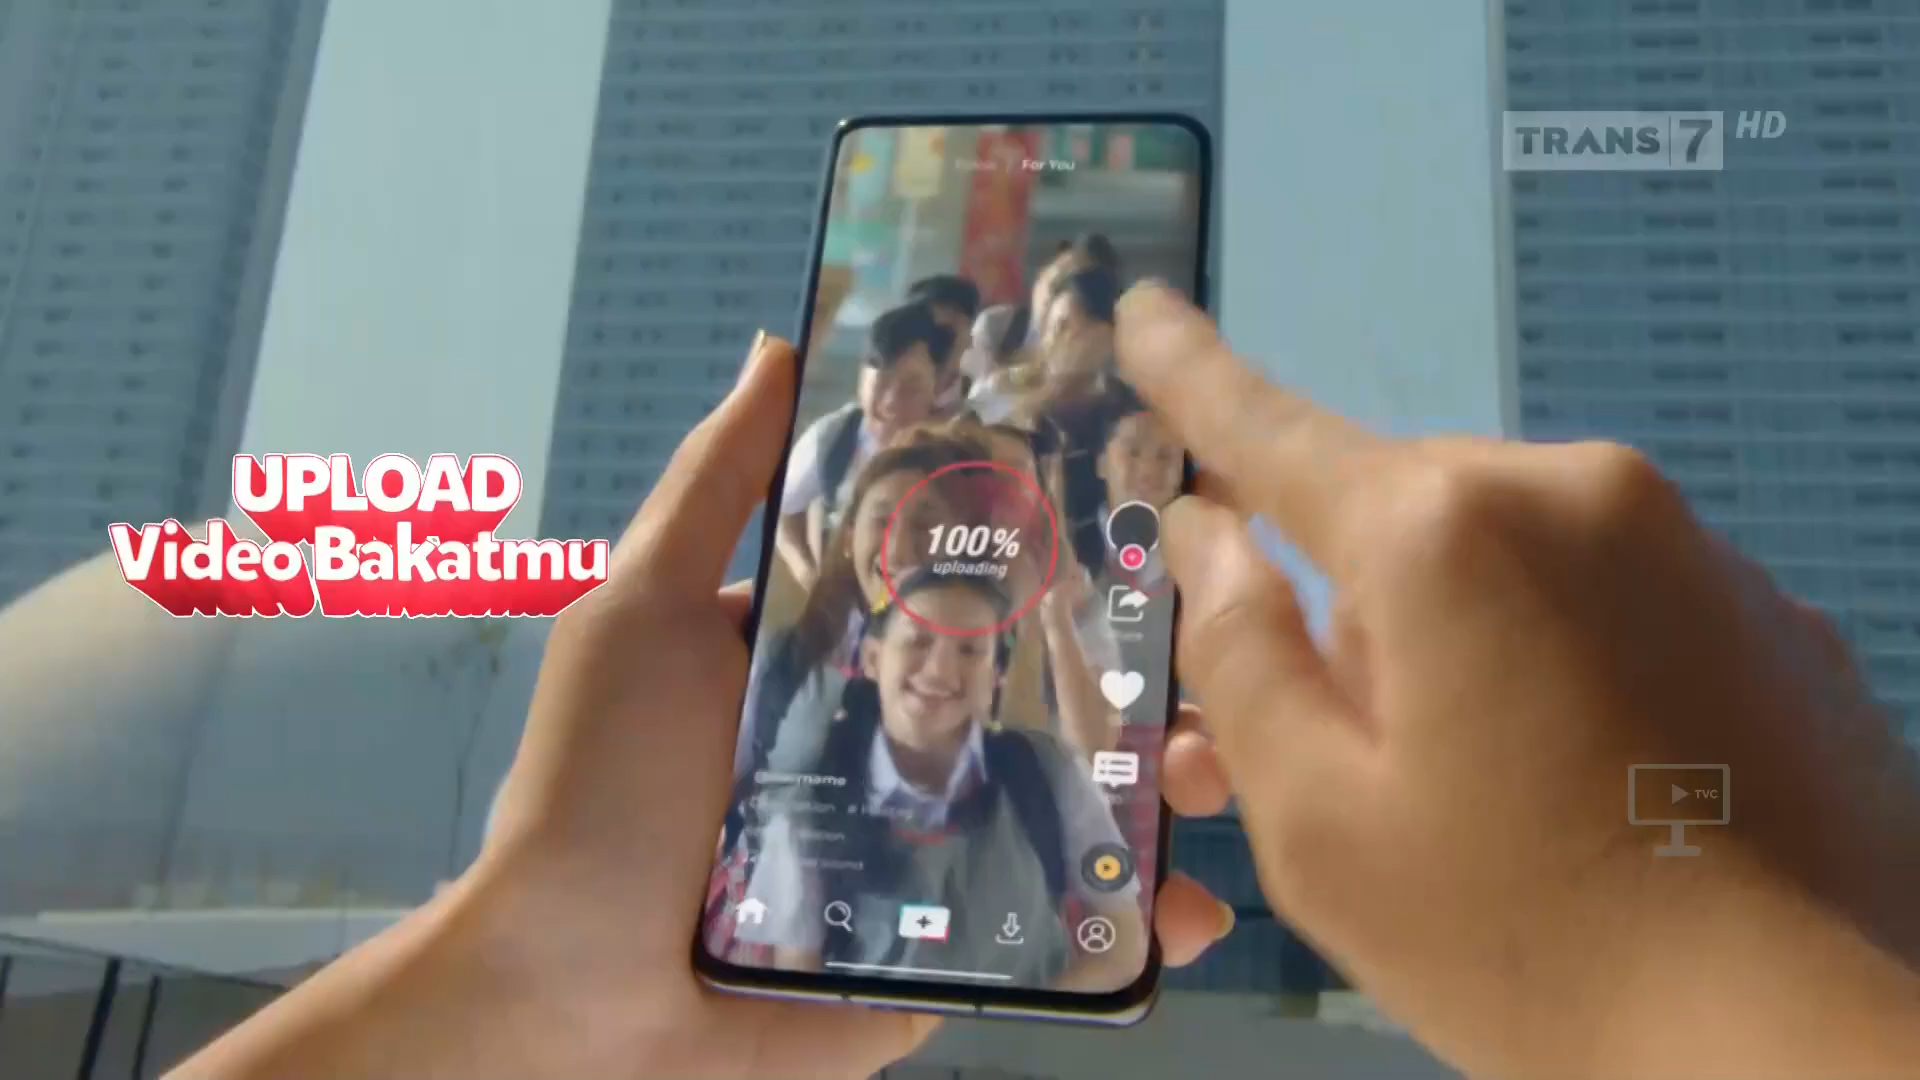 TRANS 7 HD
For You
UPLOAD
Video Bakatmu
100%
uploading
TVC